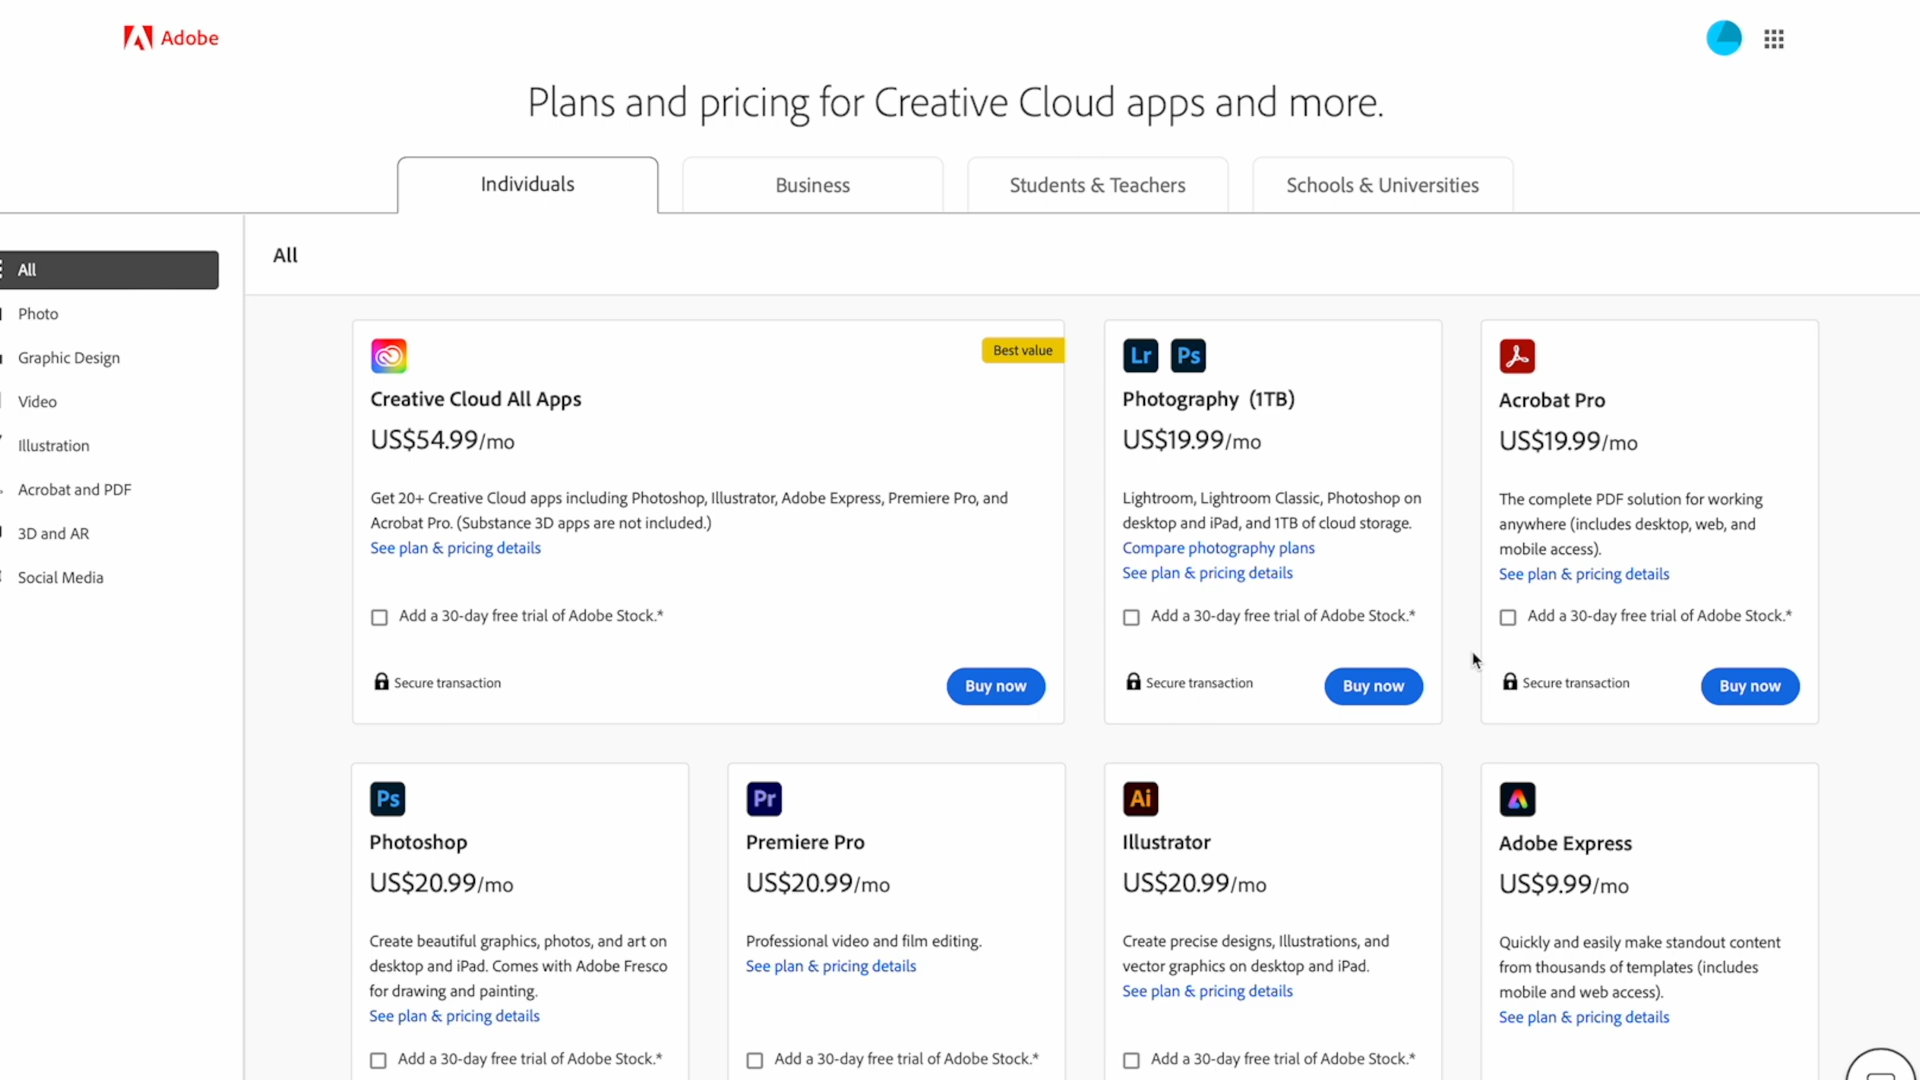 Adobe
Plans and pricing for Creative Cloud apps and more.
Individuals
Business
Students & Teachers
Schools & Universities
All
Photo
Graphic Design
Video
Illustration
Acrobat and PDF
3D and AR
Social Media
All
Best value
Creative Cloud All Apps
US$54.99/mo
Get 20+ Creative Cloud apps including Photoshop, Illustrator, Adobe Express, Premiere Pro, and
Acrobat Pro. (Substance 3D apps are not included.)
See plan & pricing details
Add a 30-day free trial of Adobe Stock.*
Secure transaction
Buy now
Lr
Ps
Photography (1TB)
US$19.99/mo
Lightroom, Lightroom Classic, Photoshop on
desktop and iPad, and 1TB of cloud storage.
Compare photography plans
See plan & pricing details
Add a 30-day free trial of Adobe Stock.*
Secure transaction
Buy now
Acrobat Pro
US$19.99/mo
The complete PDF solution for working
anywhere (includes desktop, web, and
mobile access).
See plan & pricing details
Add a 30-day free trial of Adobe Stock.*
Secure transaction
Buy now
Ps
Photoshop
US$20.99/mo
Create beautiful graphics, photos, and art on
desktop and iPad. Comes with Adobe Fresco
for drawing and painting.
See plan & pricing details
Add a 30-day free trial of Adobe Stock.*
Pr
Premiere Pro
US$20.99/mo
Professional video and film editing.
See plan & pricing details
Add a 30-day free trial of Adobe Stock.*
Ai
Illustrator
US$20.99/mo
Create precise designs, Illustrations, and
vector graphics on desktop and iPad.
See plan & pricing details
Add a 30-day free trial of Adobe Stock.*
Adobe Express
US$9.99/mo
Quickly and easily make standout content
from thousands of templates (includes
mobile and web access).
See plan & pricing details